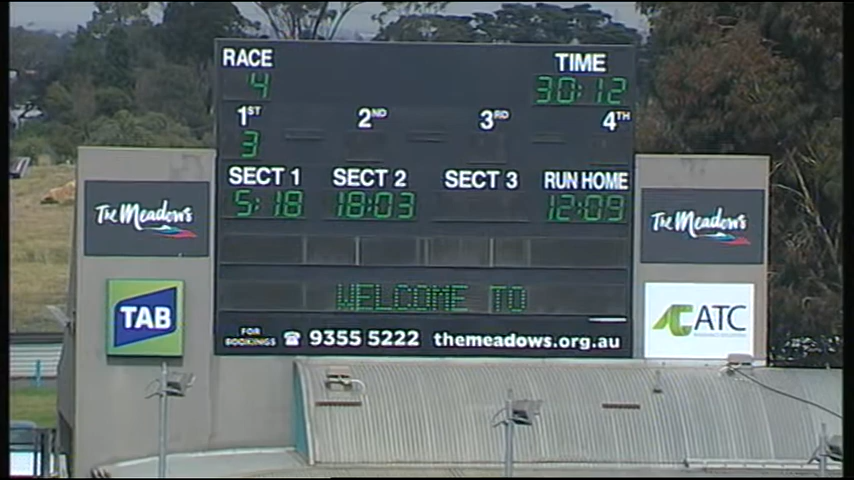 RACE TIME
4 30:12
1ST 2ND 3RD 4TH
3
SECT 1 SECT 2 SECT 3 RUN HOME
5:18 18:03 12:09
The Meadows
The Meadows
WELCOME TO
TAB
ATC
FOR BOOKINGS ☎ 9355 5222 themeadows.org.au